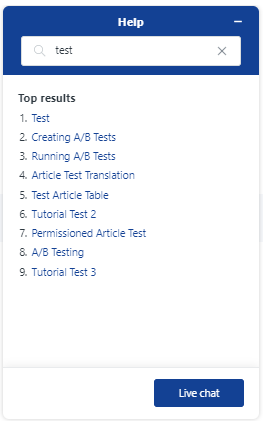 Help
test
Top results
1. Test
2. Creating A/B Tests
3. Running A/B Tests
4. Article Test Translation
5. Test Article Table
6. Tutorial Test 2
7. Permissioned Article Test
8. A/B Testing
9. Tutorial Test 3
Live chat